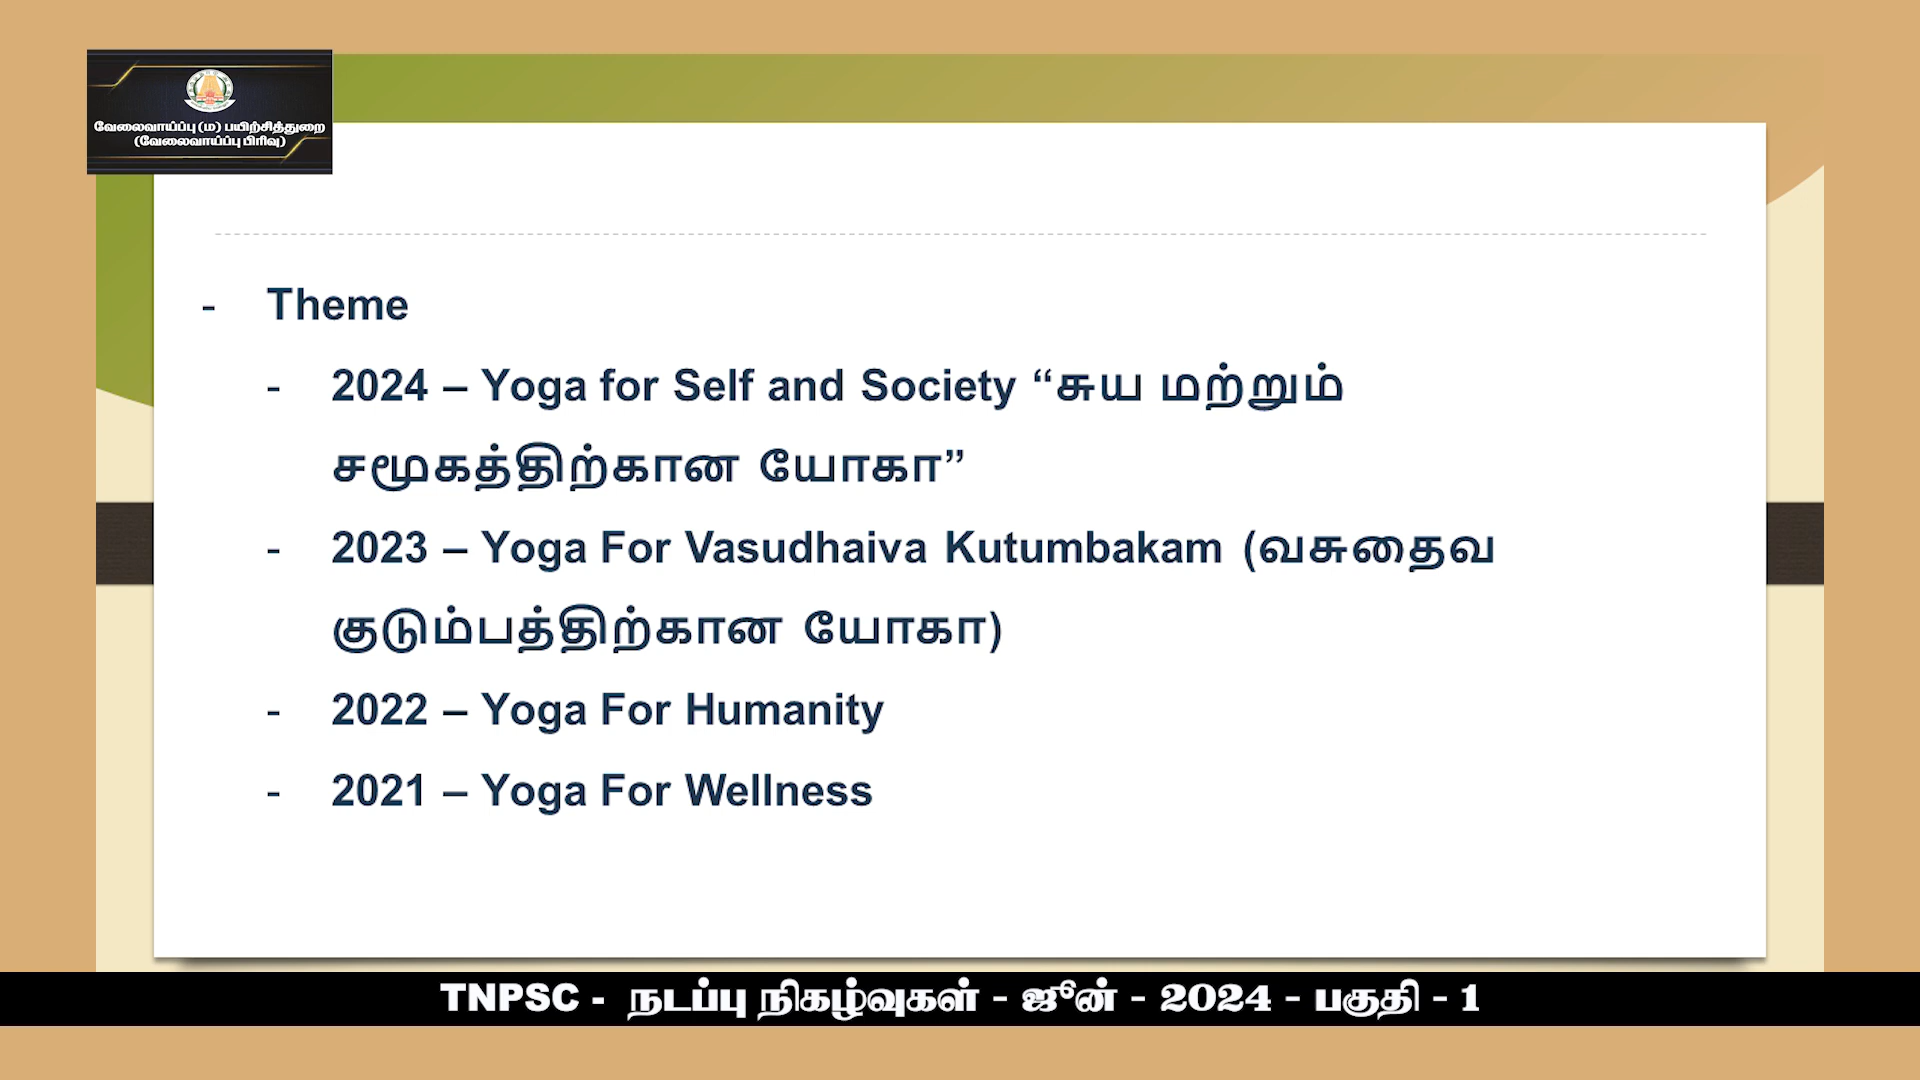 வேலைவாய்ப்பு (ம) பயிற்சித்துறை
(வேலைவாய்ப்பு பிரிவு)
- Theme
- 2024 – Yoga for Self and Society “சுய மற்றும்
சமூகத்திற்கான யோகா”
- 2023 – Yoga For Vasudhaiva Kutumbakam (வசுதைவ
குடும்பத்திற்கான யோகா)
- 2022 – Yoga For Humanity
- 2021 – Yoga For Wellness
TNPSC - நடப்பு நிகழ்வுகள் - ஜூன் - 2024 - பகுதி - 1